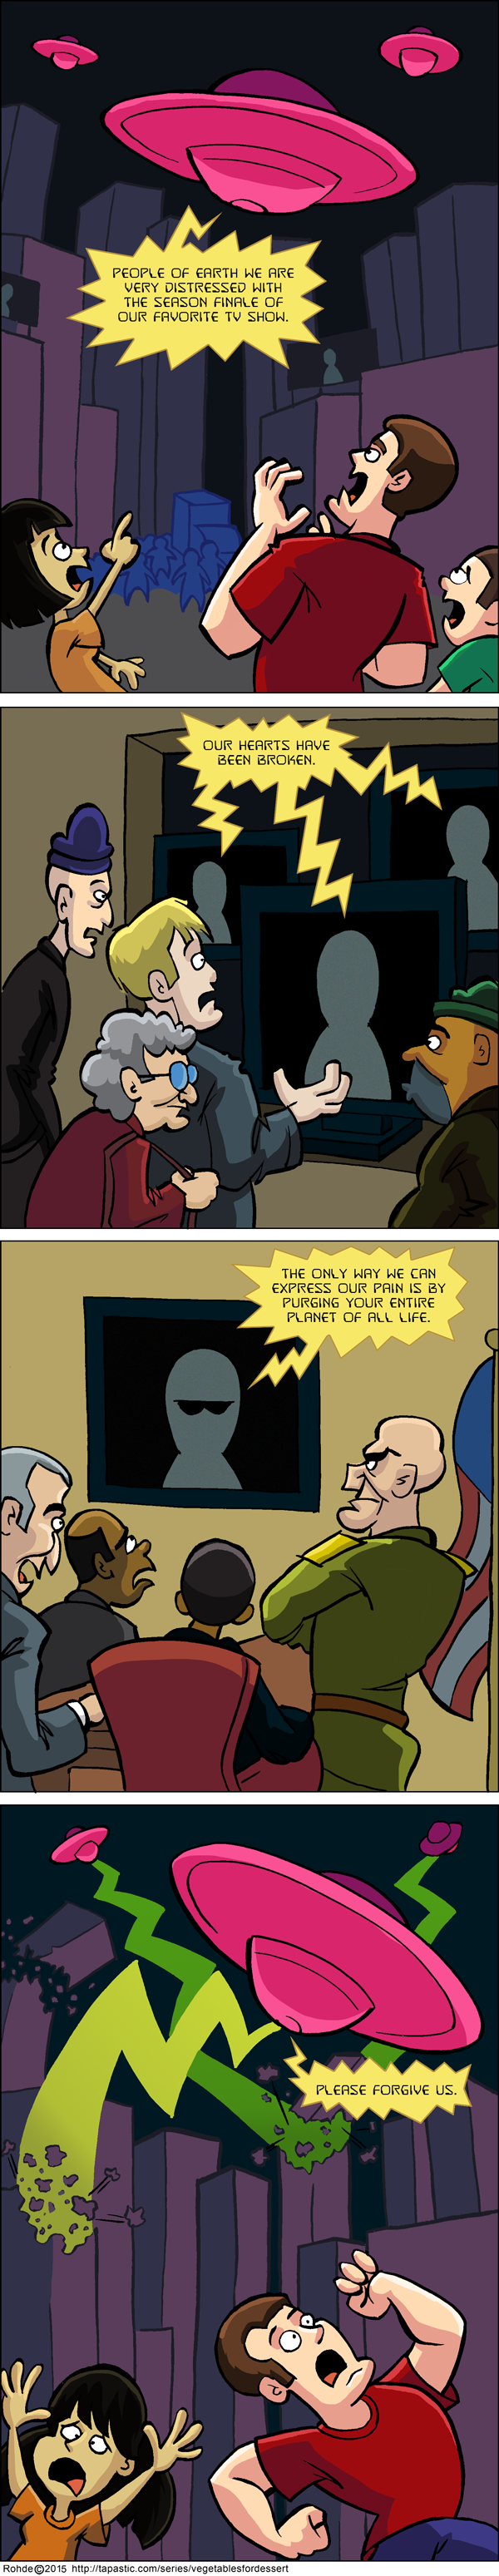 PEOPLE OF EARTH WE ARE
VERY DISTRESSED WITH
THE SEASON FINALE OF
OUR FAVORITE TV SHOW.
OUR HEARTS HAVE
BEEN BROKEN.
THE ONLY WAY WE CAN
EXPRESS OUR PAIN IS BY
PURGING YOUR ENTIRE
PLANET OF ALL LIFE.
PLEASE FORGIVE US.
Rohde©2015 http://tapastic.com/series/vegetablesfordessert